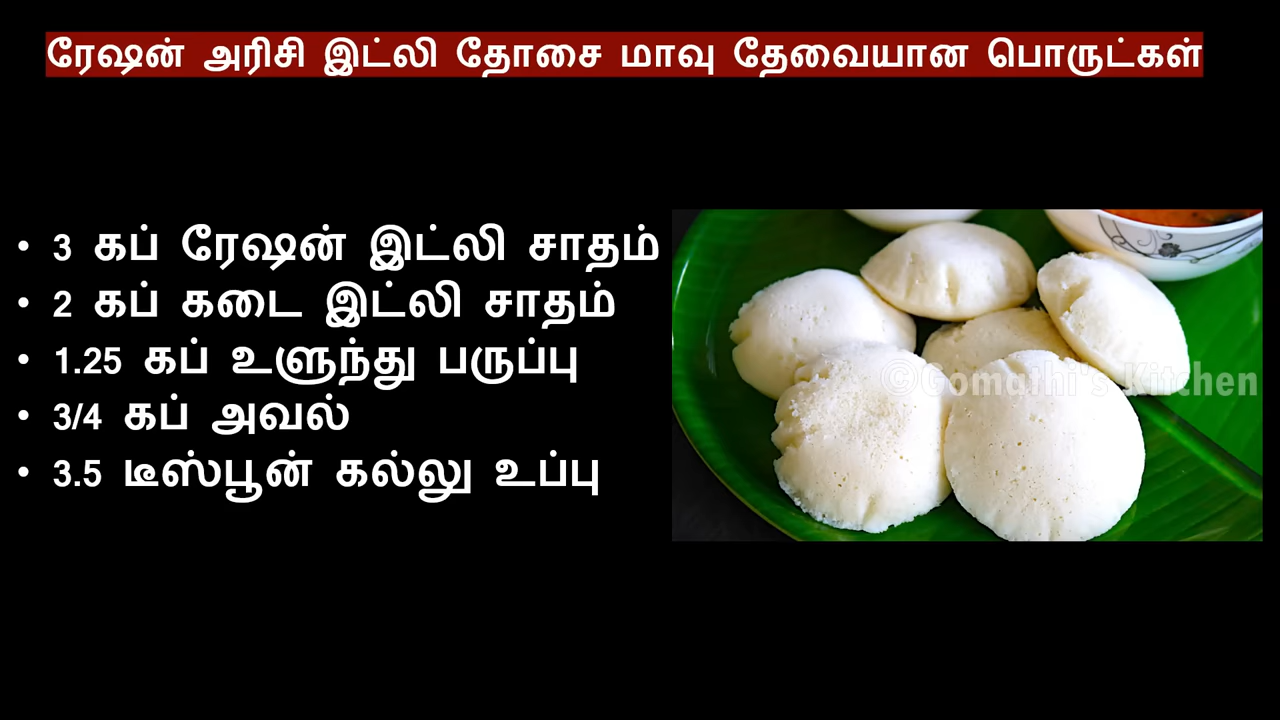 ரேஷன் அரிசி இட்லி தோசை மாவு தேவையான பொருட்கள்
• 3 கப் ரேஷன் இட்லி சாதம்
• 2 கப் கடை இட்லி சாதம்
• 1.25 கப் உளுந்து பருப்பு
• 3/4 கப் அவல்
• 3.5 டீஸ்பூன் கல்லு உப்பு
©Gomathi's Kitchen